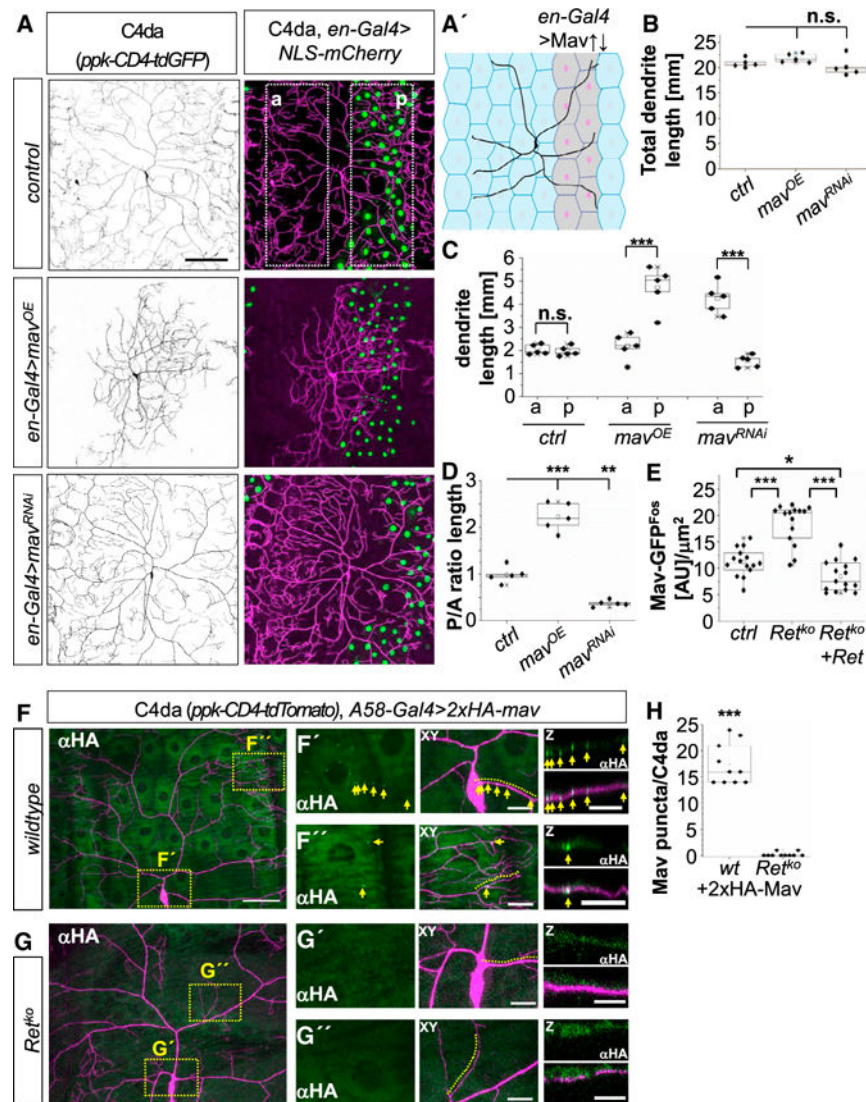 A
C4da
(ppk-CD4-tdGFP)
C4da, en-Gal4>
NLS-mCherry
control
a
p
en-Gal4>mavOE
en-Gal4>mavRNAi
A´
en-Gal4
>Mav↑↓
B
n.s.
Total dendrite
length [mm]
25
20
15
10
5
0
ctrl
mavOE
mavRNAi
C
dendrite
length [mm]
6
5
4
3
2
1
0
n.s.
***
***
a p a p a p
ctrl
mavOE
mavRNAi
D
P/A ratio length
3
2
1
0
***
**
ctrl
mavOE
mavRNAi
E
Mav-GFPFos
[AU]/μm2
25
20
15
10
5
0
*
***
***
ctrl
Retko
Retko
+Ret
F
C4da (ppk-CD4-tdTomato), A58-Gal4>2xHA-mav
wildtype
αHA
F´´
F´
F´
αHA
XY
Z
αHA
αHA
F´´
αHA
XY
Z
αHA
αHA
G
Retko
αHA
G´´
G´
G´
αHA
XY
Z
αHA
G´´
αHA
XY
Z
αHA
H
Mav puncta/C4da
25
20
15
10
5
0
***
wt
Retko
+2xHA-Mav